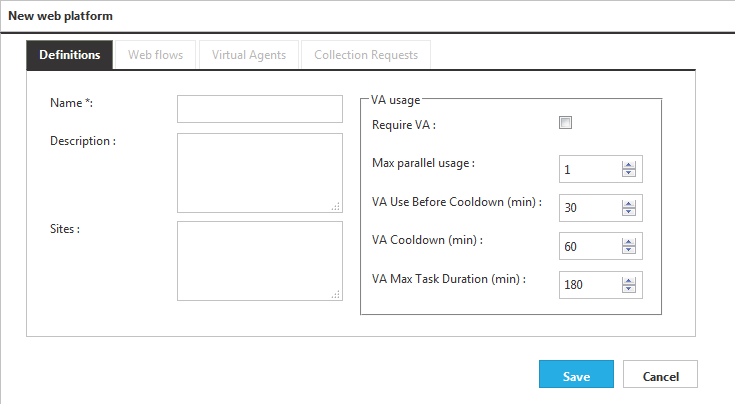 New web platform
Definitions Web flows Virtual Agents Collection Requests
Name *:
Description :
Sites :
VA usage
Require VA :
Max parallel usage : 1
VA Use Before Cooldown (min) : 30
VA Cooldown (min) : 60
VA Max Task Duration (min) : 180
Save Cancel